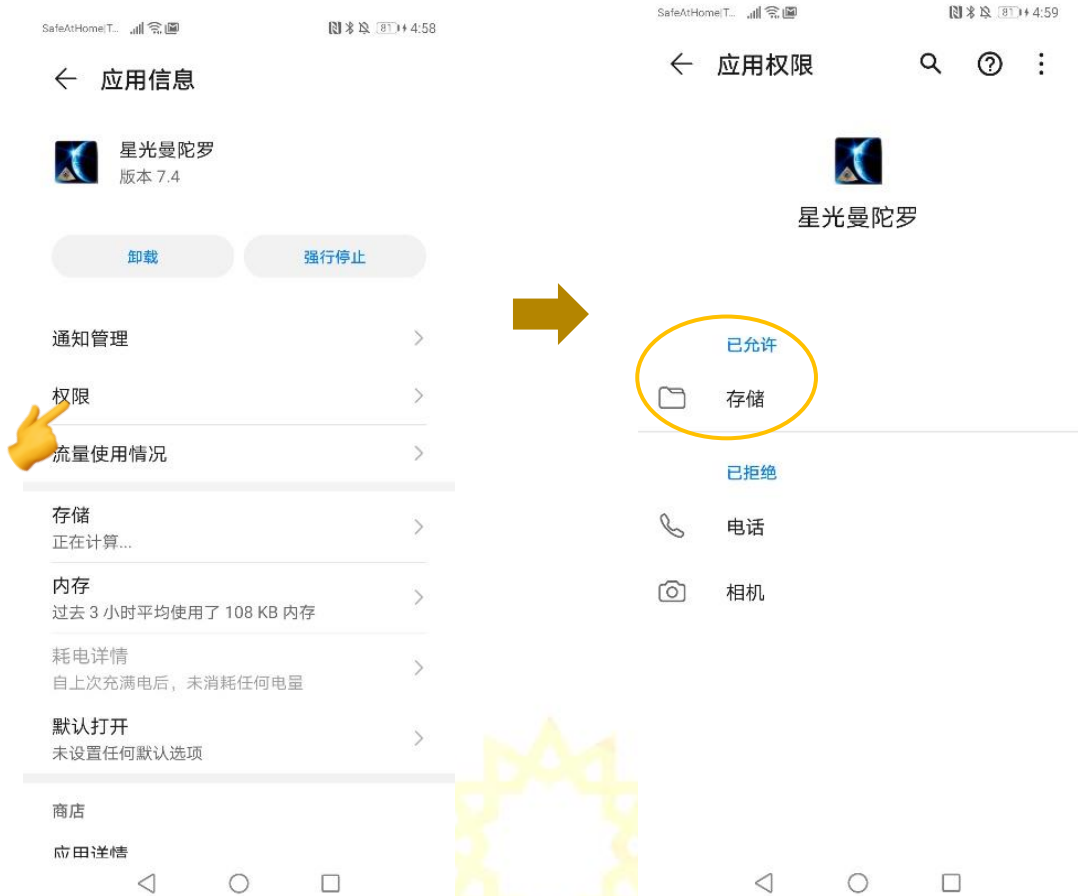 SafeAtHome|T... 81 4:58
应用信息
星光曼陀罗
版本 7.4
卸载
强行停止
通知管理
权限
流量使用情况
存储
正在计算...
内存
过去 3 小时平均使用了 108 KB 内存
耗电详情
自上次充满电后，未消耗任何电量
默认打开
未设置任何默认选项
商店
应用详情
SafeAtHome|T... 81 4:59
应用权限
星光曼陀罗
已允许
存储
已拒绝
电话
相机